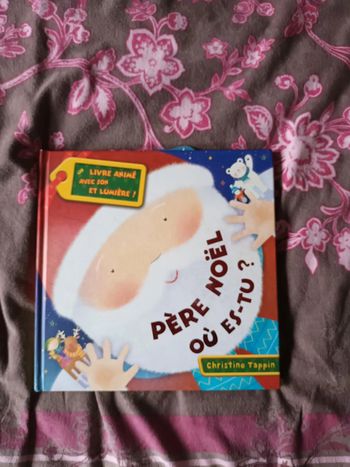 LIVRE ANIMÉ
AVEC SON
ET LUMIÈRE !
PÈRE NOËL
OÙ ES-TU ?
Christine Tappin